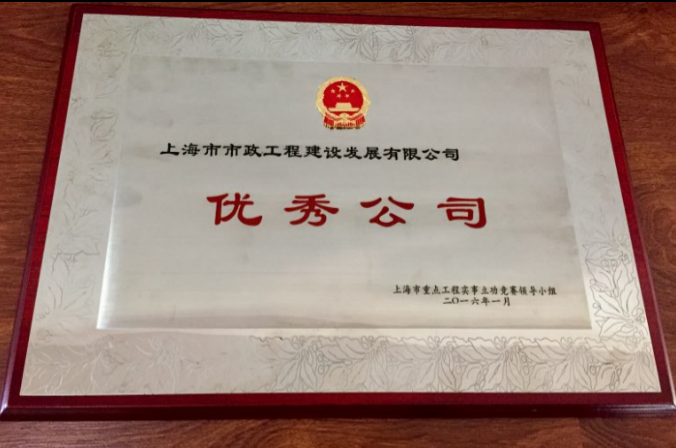 上海市市政工程建设发展有限公司
优秀公司
上海市重点工程实事立功竞赛领导小组
二〇一六年一月